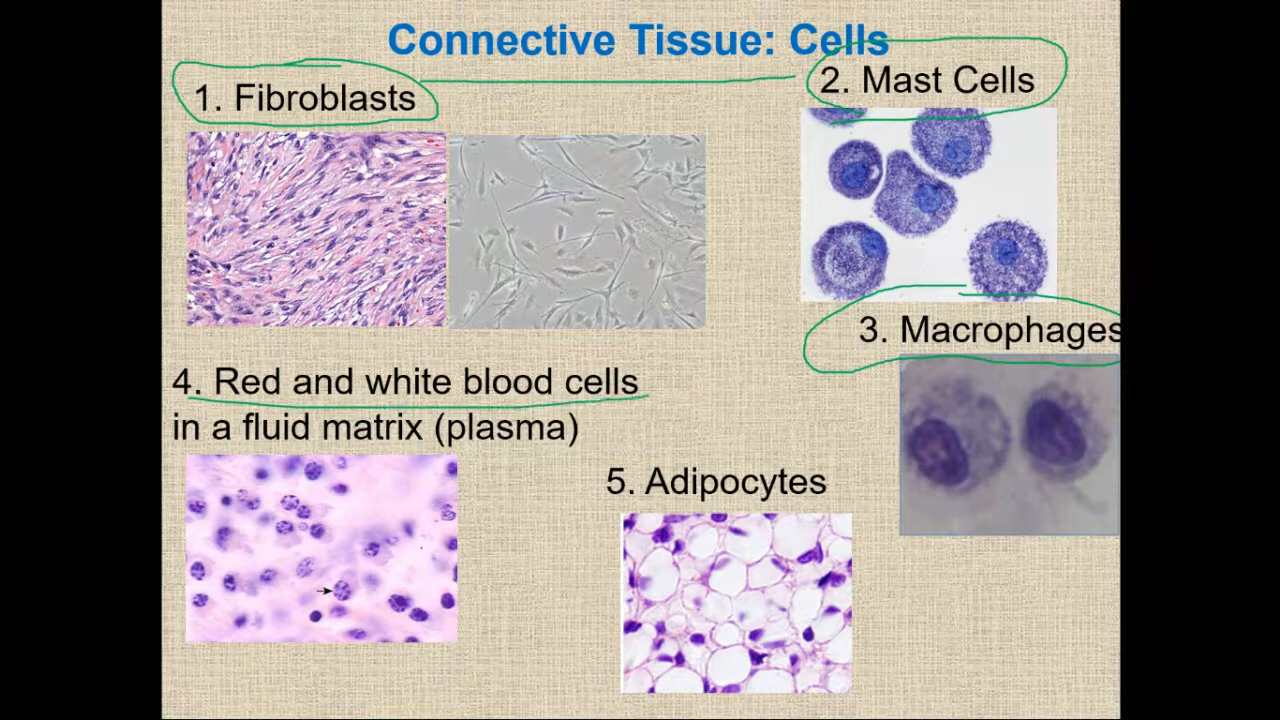 Connective Tissue: Cells
1. Fibroblasts
2. Mast Cells
3. Macrophages
4. Red and white blood cells
in a fluid matrix (plasma)
5. Adipocytes